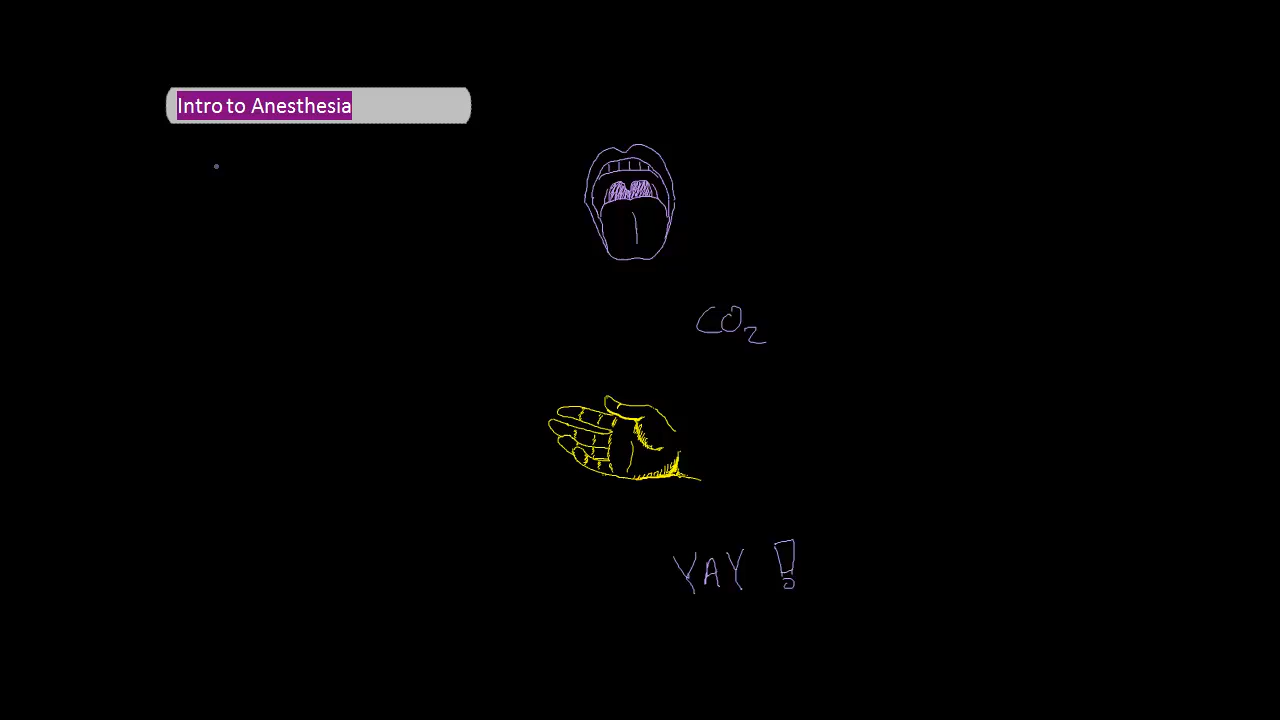 Intro to Anesthesia
CO₂
YAY !